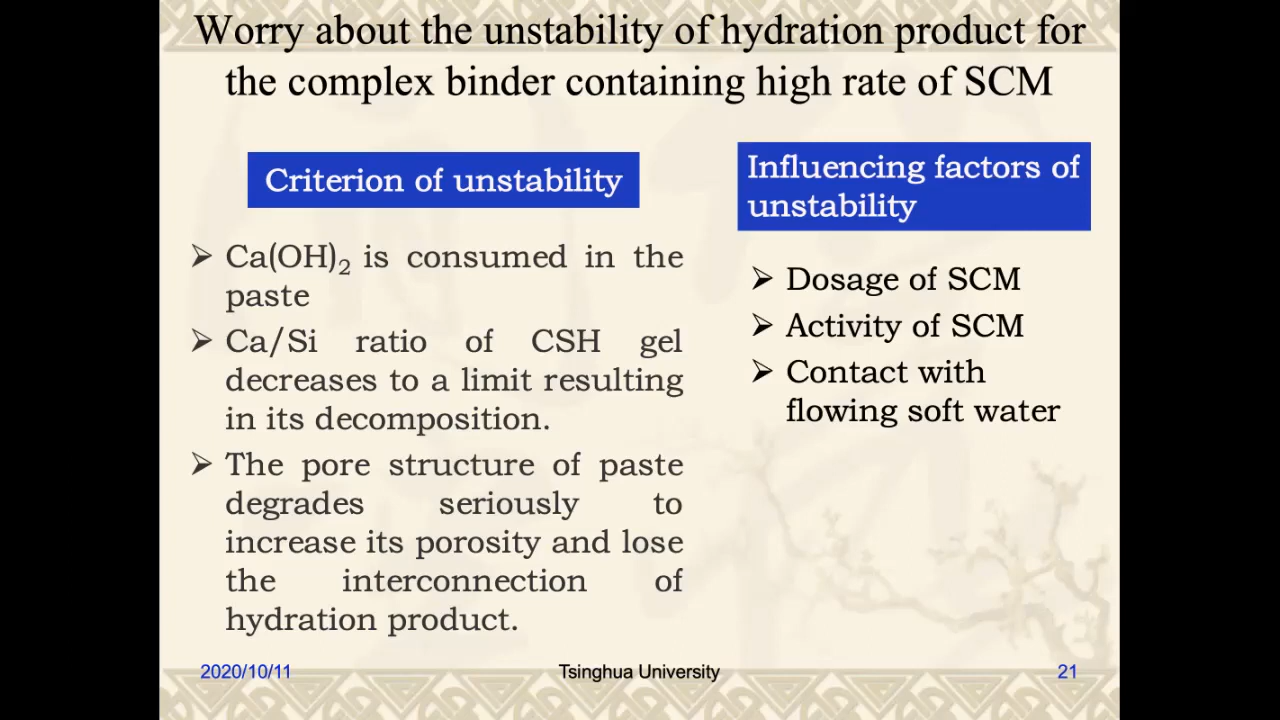 Worry about the unstability of hydration product for
the complex binder containing high rate of SCM
Criterion of unstability
➢ Ca(OH)₂ is consumed in the
paste
➢ Ca/Si ratio of CSH gel
decreases to a limit resulting
in its decomposition.
➢ The pore structure of paste
degrades seriously to
increase its porosity and lose
the interconnection of
hydration product.
Influencing factors of
unstability
➢ Dosage of SCM
➢ Activity of SCM
➢ Contact with
flowing soft water
2020/10/11
Tsinghua University
21